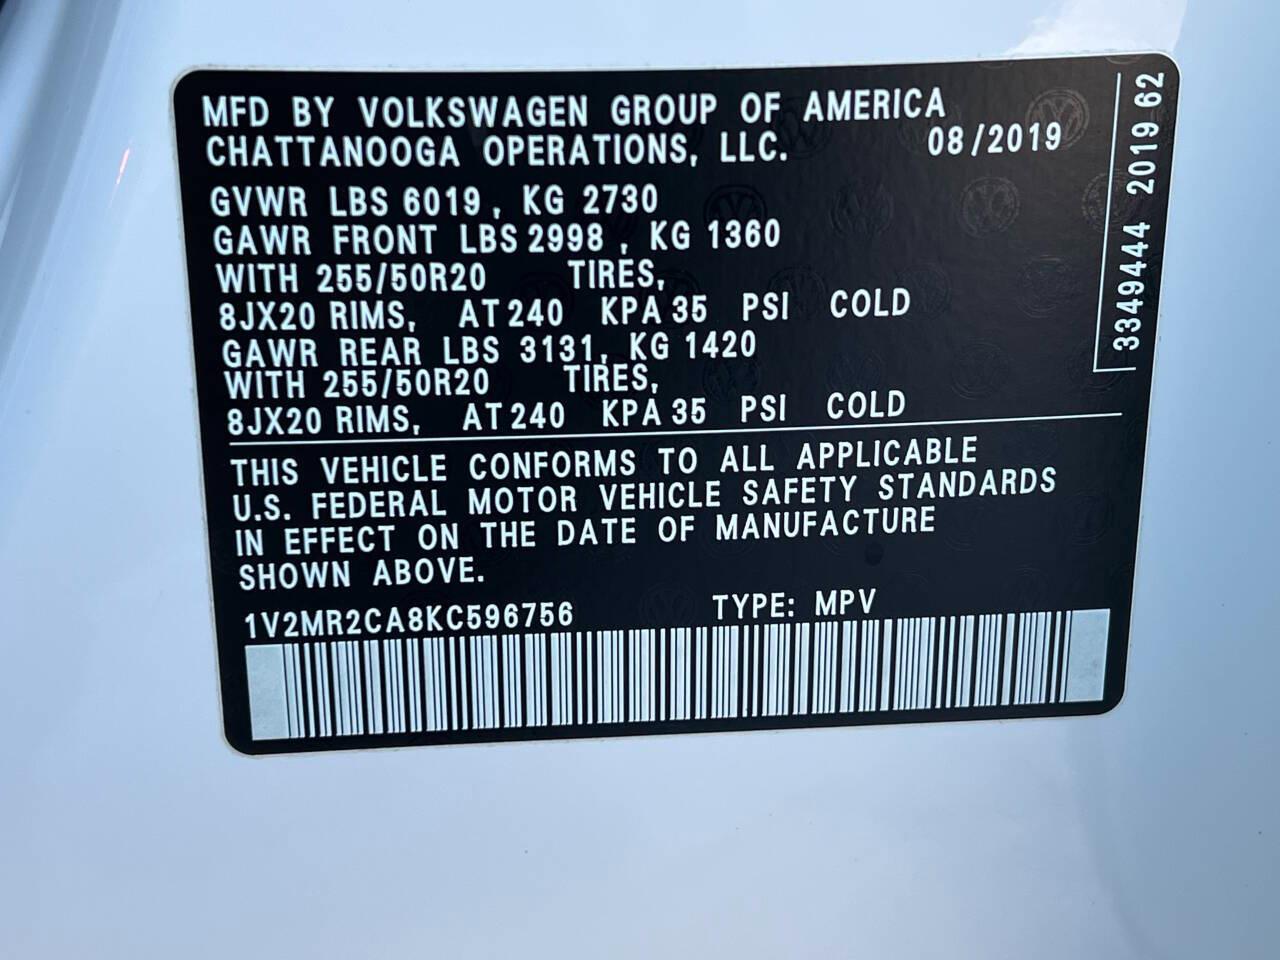 MFD BY VOLKSWAGEN GROUP OF AMERICA
CHATTANOOGA OPERATIONS, LLC. 08/2019
GVWR LBS 6019, KG 2730
GAWR FRONT LBS 2998, KG 1360
WITH 255/50R20 TIRES,
8JX20 RIMS, AT 240 KPA 35 PSI COLD
GAWR REAR LBS 3131, KG 1420
WITH 255/50R20 TIRES,
8JX20 RIMS, AT 240 KPA 35 PSI COLD
THIS VEHICLE CONFORMS TO ALL APPLICABLE
U.S. FEDERAL MOTOR VEHICLE SAFETY STANDARDS
IN EFFECT ON THE DATE OF MANUFACTURE
SHOWN ABOVE.
1V2MR2CA8KC596756 TYPE: MPV
3349444 2019 62